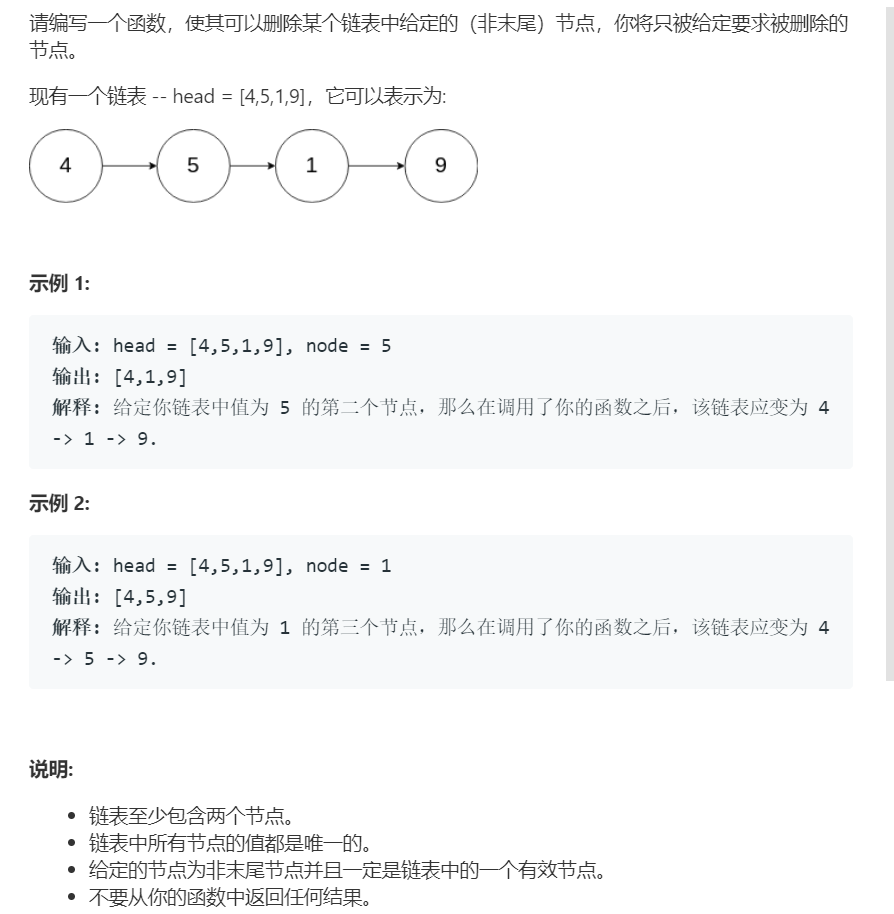 请编写一个函数，使其可以删除某个链表中给定的（非末尾）节点，你将只被给定要求被删除的
节点。
现有一个链表 -- head = [4,5,1,9]，它可以表示为:
4 5 1 9
示例 1:
输入: head = [4,5,1,9], node = 5
输出: [4,1,9]
解释: 给定你链表中值为 5 的第二个节点，那么在调用了你的函数之后，该链表应变为 4
-> 1 -> 9.
示例 2:
输入: head = [4,5,1,9], node = 1
输出: [4,5,9]
解释: 给定你链表中值为 1 的第三个节点，那么在调用了你的函数之后，该链表应变为 4
-> 5 -> 9.
说明:
• 链表至少包含两个节点。
• 链表中所有节点的值都是唯一的。
• 给定的节点为非末尾节点并且一定是链表中的一个有效节点。
• 不要从你的函数中返回任何结果。